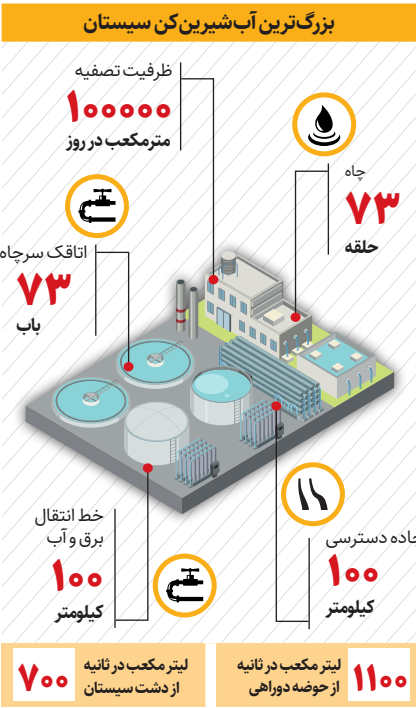 بزرگ‌ترین آب‌شیرین‌کن سیستان
ظرفیت تصفیه
۱۰۰۰۰۰
مترمکعب در روز
چاه
۷۳
حلقه
اتاقک سرچاه
۷۳
باب
خط انتقال
برق و آب
۱۰۰
کیلومتر
جاده دسترسی
۱۰۰
کیلومتر
۱۱۰۰
لیتر مکعب در ثانیه
از حوضه دوراهی
۷۰۰
لیتر مکعب در ثانیه
از دشت سیستان